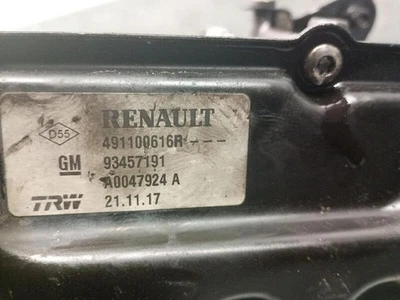 RENAULT
D55 491100616R---
GM 93457191
A0047924 A
TRW 21.11.17